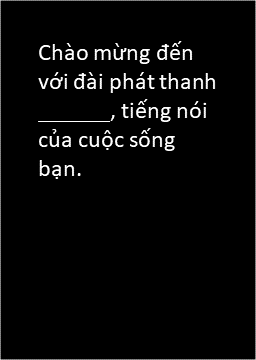 Chào mừng đến
với đài phát thanh
_______, tiếng nói
của cuộc sống
bạn.